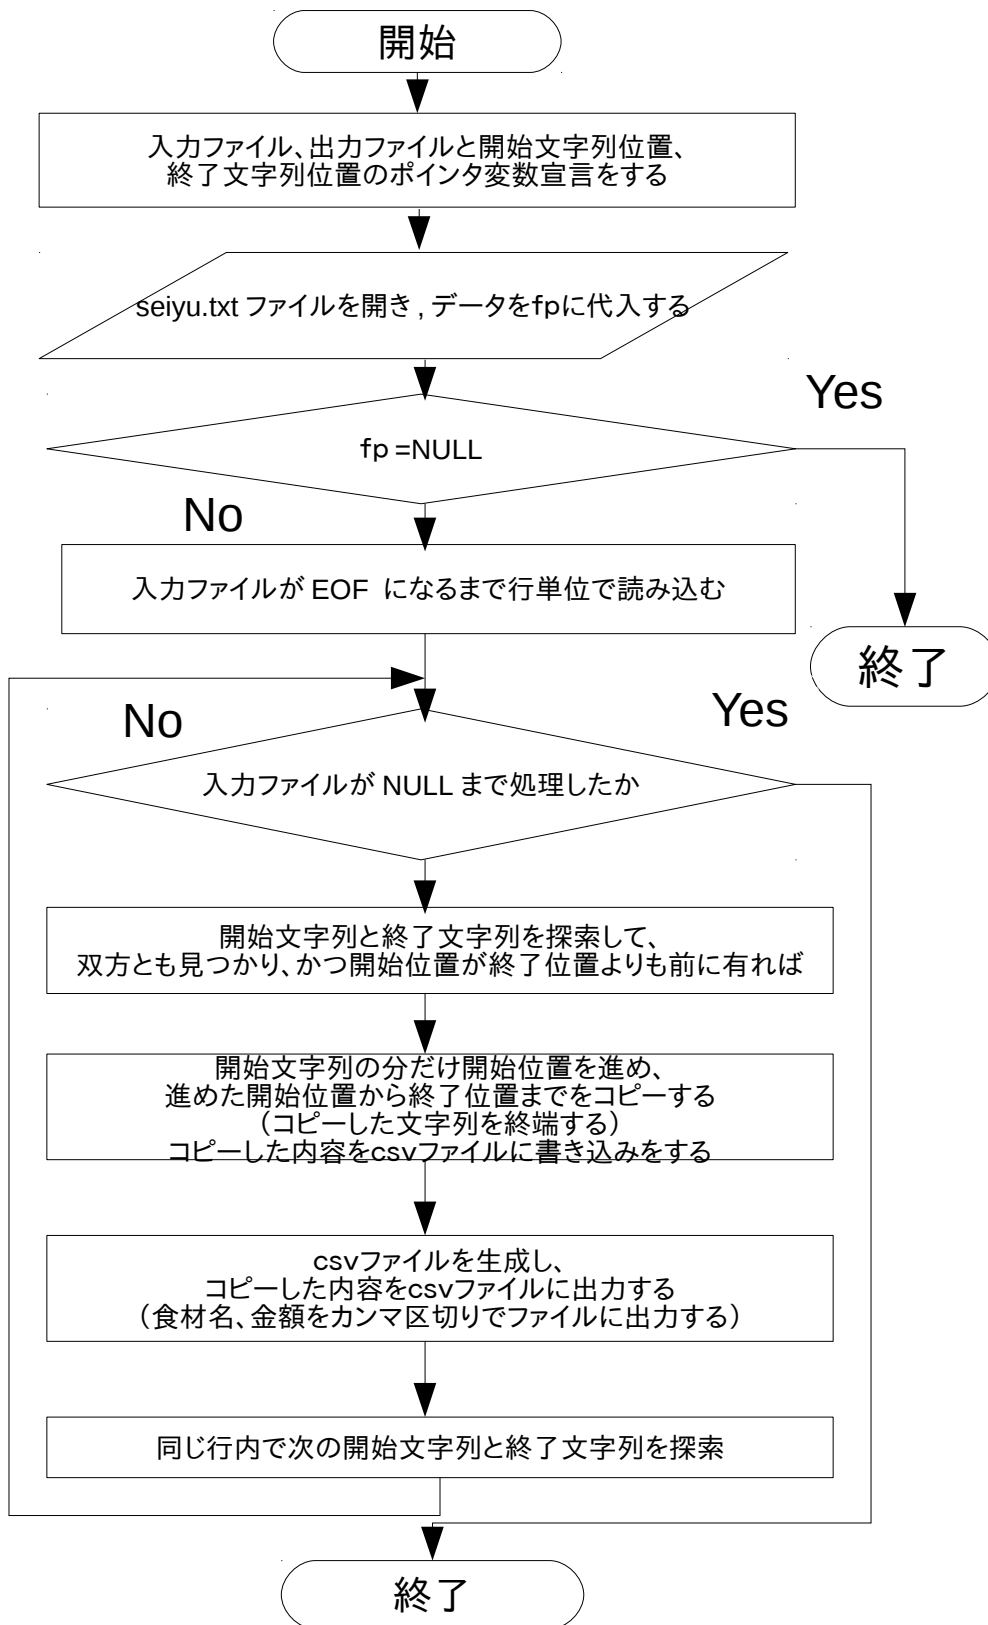 開始
入力ファイル、出力ファイルと開始文字列位置、
終了文字列位置のポインタ変数宣言をする
seiyu.txt ファイルを開き , データをfpに代入する
Yes
fp =NULL
No
入力ファイルが EOF になるまで行単位で読み込む
終了
No
Yes
入力ファイルが NULL まで処理したか
開始文字列と終了文字列を探索して、
双方とも見つかり、かつ開始位置が終了位置よりも前に有れば
開始文字列の分だけ開始位置を進め、
進めた開始位置から終了位置までをコピーする
（コピーした文字列を終端する）
コピーした内容をcsvファイルに書き込みをする
csvファイルを生成し、
コピーした内容をcsvファイルに出力する
（食材名、金額をカンマ区切りでファイルに出力する）
同じ行内で次の開始文字列と終了文字列を探索
終了